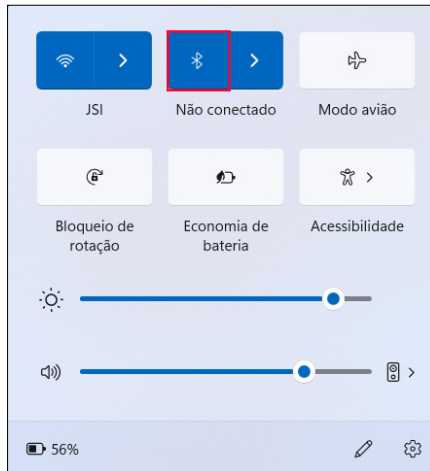 JSI
Não conectado
Modo avião
Bloqueio de
rotação
Economia de
bateria
Acessibilidade
56%